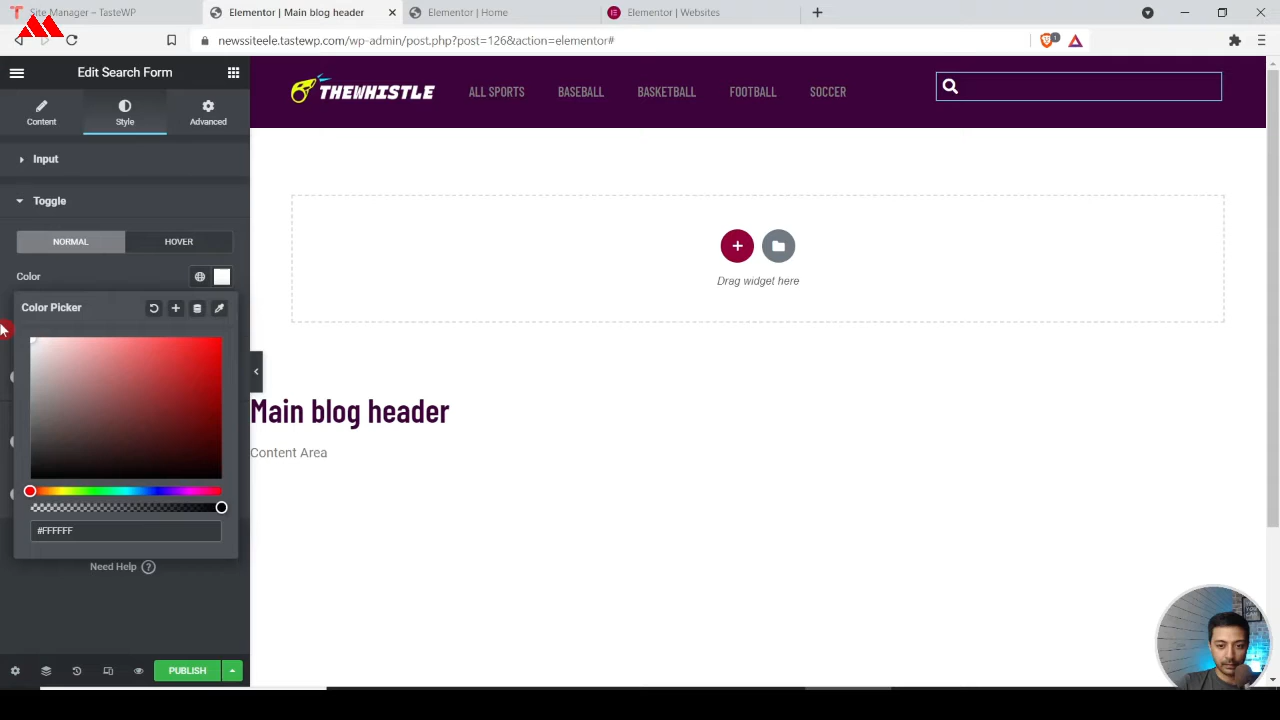 Site Manager – TasteWP
Elementor | Main blog header
Elementor | Home
Elementor | Websites
newssiteele.tastewp.com/wp-admin/post.php?post=126&action=elementor#
1
Edit Search Form
Content
Style
Advanced
THEWHISTLE
ALL SPORTS
BASEBALL
BASKETBALL
FOOTBALL
SOCCER
Input
Toggle
NORMAL
HOVER
Color
Color Picker
#FFFFFF
Need Help ?
PUBLISH
Drag widget here
Main blog header
Content Area